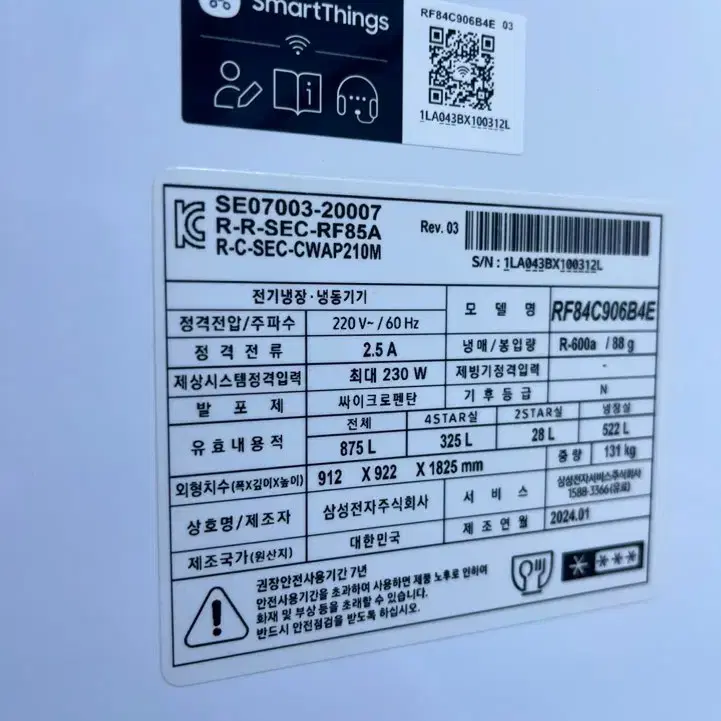 SmartThings
RF84C906B4E 03
1LA043BX100312L
SE07003-20007
R-R-SEC-RF85A
R-C-SEC-CWAP210M
Rev. 03
S/N : 1LA043BX100312L
전기냉장·냉동기기
모 델 명 RF84C906B4E
정격전압/주파수 220 V~ / 60 Hz
냉매/봉입량 R-600a / 88 g
정 격 전 류 2.5 A
제빙기정격입력 -
제상시스템정격입력 최대 230 W
기 후 등 급 N
발 포 제 싸이크로펜탄
유 효 내 용 적
전체 4STAR실 2STAR실 냉장실
875 L 325 L 28 L 522 L
중 량 131 kg
외형치수(폭X깊이X높이) 912 X 922 X 1825 mm
서 비 스 삼성전자서비스주식회사
1588-3366(유료)
상호명/제조자 삼성전자주식회사
제 조 연 월 2024.01
제조국가(원산지) 대한민국
권장안전사용기간 7년
안전사용기간을 초과하여 사용하면 제품 노후로 인하여
화재 및 부상 등을 초래할 수 있습니다.
반드시 안전점검을 받도록 하십시오.